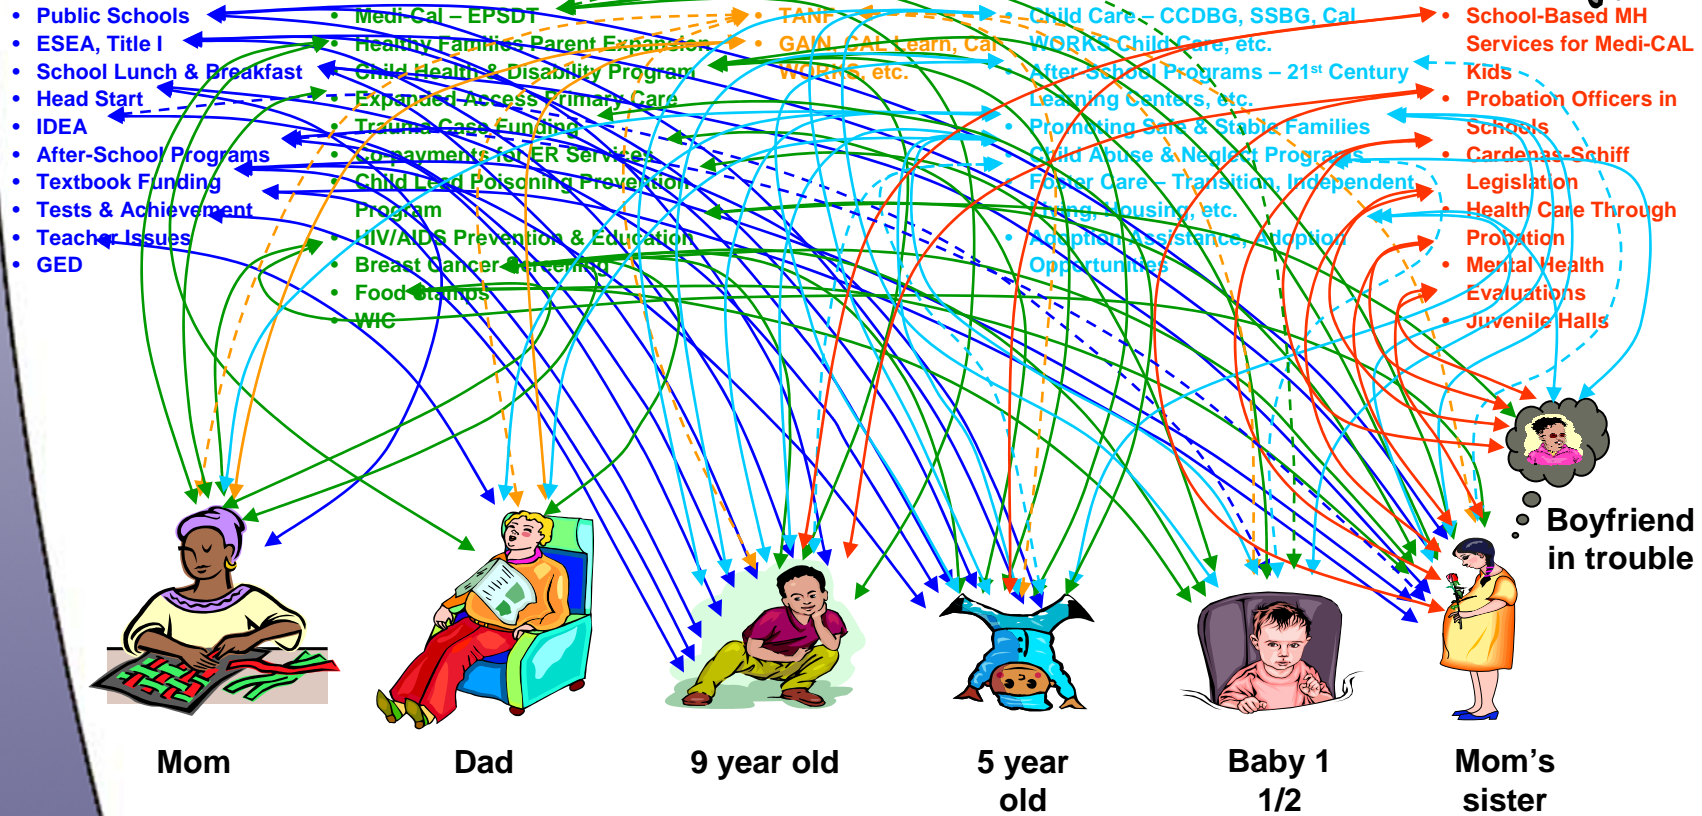 • Public Schools
• ESEA, Title I
• School Lunch & Breakfast
• Head Start
• IDEA
• After-School Programs
• Textbook Funding
• Tests & Achievement
• Teacher Issues
• GED
• Medi-Cal – EPSDT
• Healthy Families Parent Expansion
• Child Health & Disability Program
• Expanded Access Primary Care
• Trauma Case Funding
• Co-payments for ER Services
• Child Lead Poisoning Prevention
Program
• HIV/AIDS Prevention & Education
• Breast Cancer Screening
• Food Stamps
• WIC
• TANF
• GAIN, CAL Learn, Cal
WORKS, etc.
• Child Care – CCDBG, SSBG, Cal
WORKS Child Care, etc.
• After School Programs – 21st Century
Learning Centers, etc.
• Promoting Safe & Stable Families
• Child Abuse & Neglect Programs
• Foster Care – Transition, Independent
Living, Housing, etc.
• Adoption Assistance, Adoption
Opportunities
• School-Based MH
Services for Medi-CAL
Kids
• Probation Officers in
Schools
• Cardenas-Schiff
Legislation
• Health Care Through
Probation
• Mental Health
Evaluations
• Juvenile Halls
Boyfriend
in trouble
Mom
Dad
9 year old
5 year
old
Baby 1
1/2
Mom’s
sister